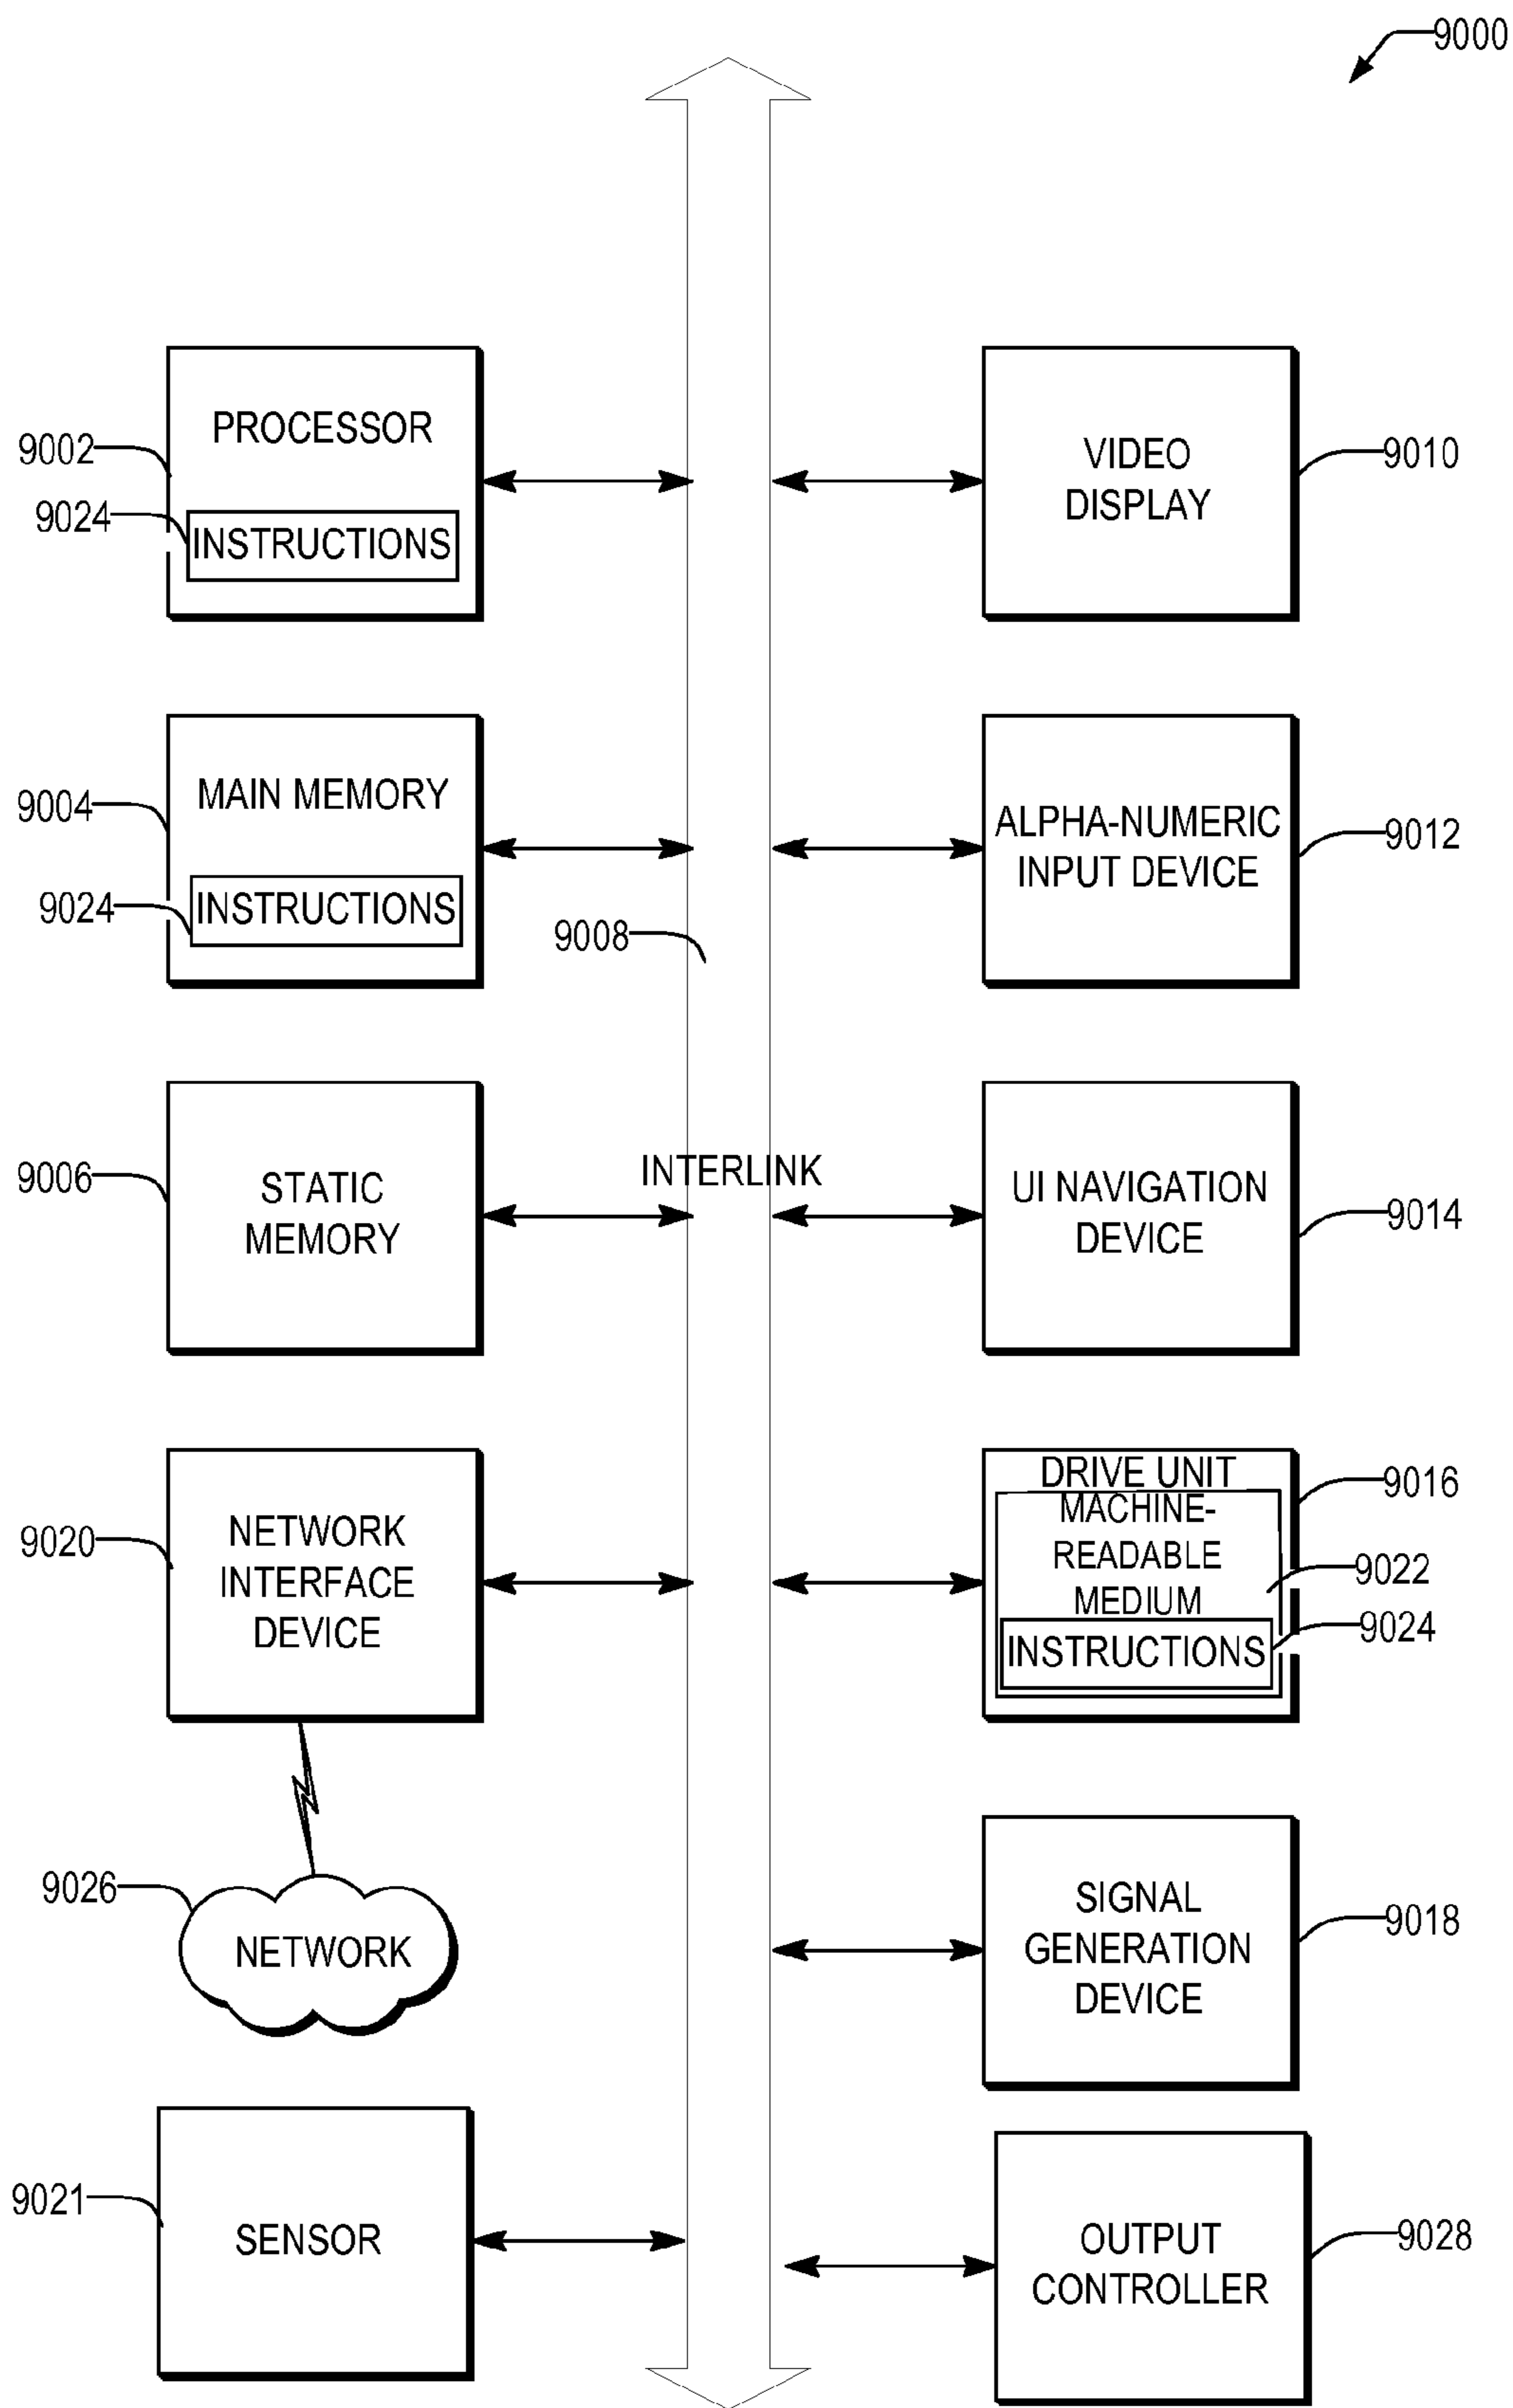 9000
PROCESSOR
9002
9024
INSTRUCTIONS
VIDEO
DISPLAY
9010
MAIN MEMORY
9004
9024
INSTRUCTIONS
9008
ALPHA-NUMERIC
INPUT DEVICE
9012
STATIC
MEMORY
9006
INTERLINK
UI NAVIGATION
DEVICE
9014
NETWORK
INTERFACE
DEVICE
9020
DRIVE UNIT
MACHINE-
READABLE
MEDIUM
INSTRUCTIONS
9016
9022
9024
9026
NETWORK
SIGNAL
GENERATION
DEVICE
9018
9021
SENSOR
OUTPUT
CONTROLLER
9028